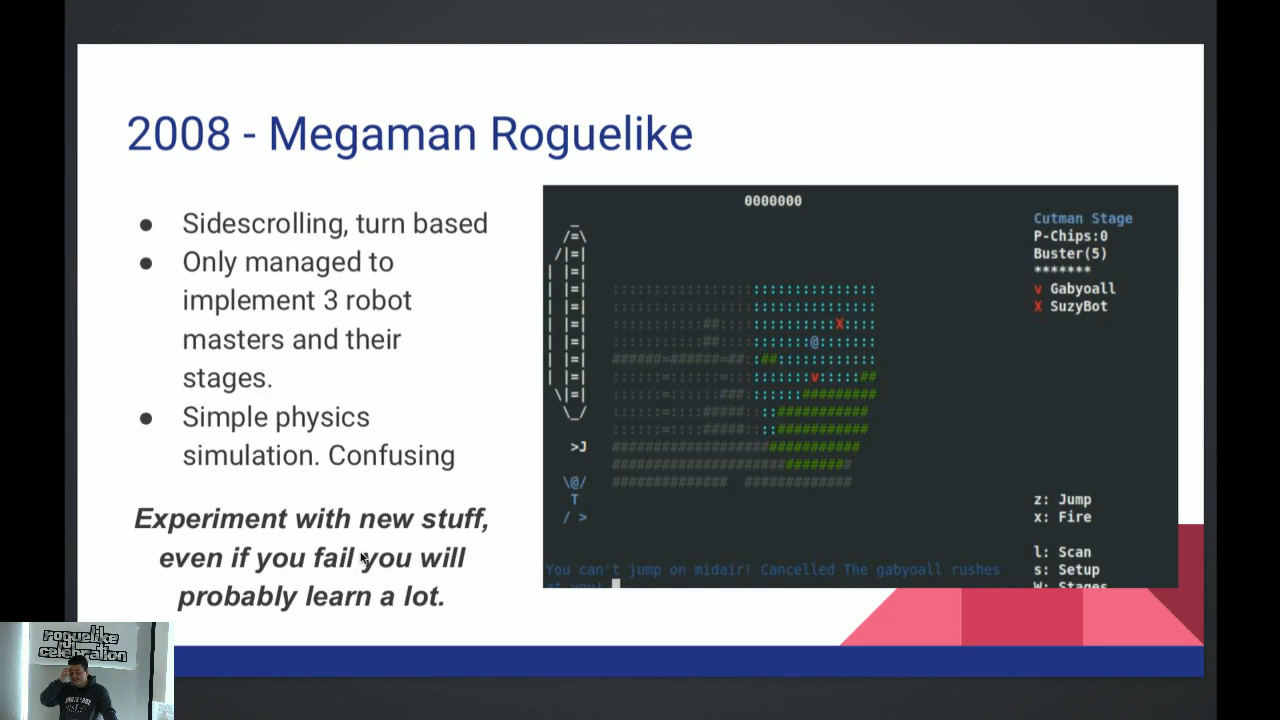 2008 - Megaman Roguelike
● Sidescrolling, turn based
● Only managed to
implement 3 robot
masters and their
stages.
● Simple physics
simulation. Confusing
Experiment with new stuff,
even if you fail you will
probably learn a lot.
0000000
Cutman Stage
P-Chips:0
Buster(5)
*******
v Gabyoall
X SuzyBot
>J
\@/
T
/ >
z: Jump
x: Fire
l: Scan
s: Setup
W: Stages
You can't jump on midair! Cancelled The gabyoall rushes
at you!
roguelike
celebration